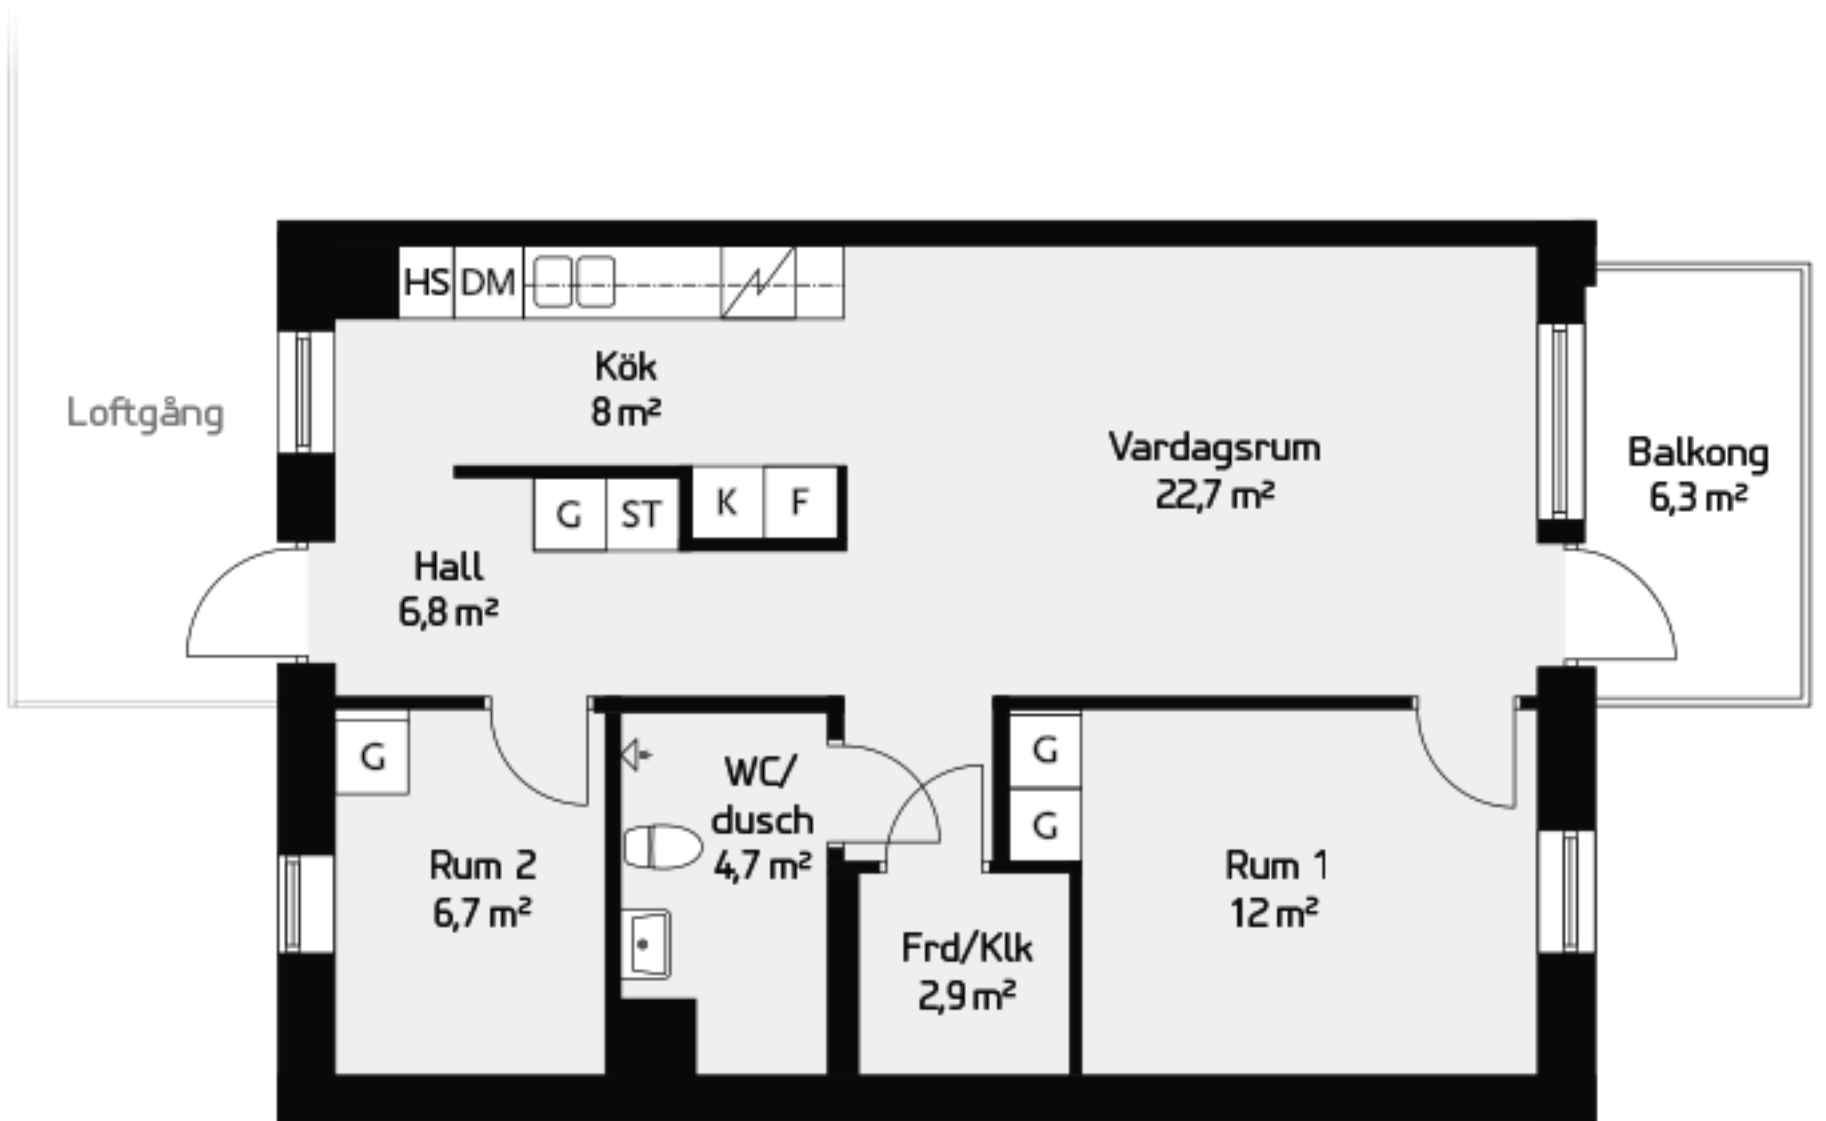 HS
DM
Kök
8 m²
Loftgång
Vardagsrum
22,7 m²
Balkong
6,3 m²
G
ST
K
F
Hall
6,8 m²
G
WC/
dusch
4,7 m²
G
G
Rum 2
6,7 m²
Rum 1
12 m²
Frd/Klk
2,9 m²